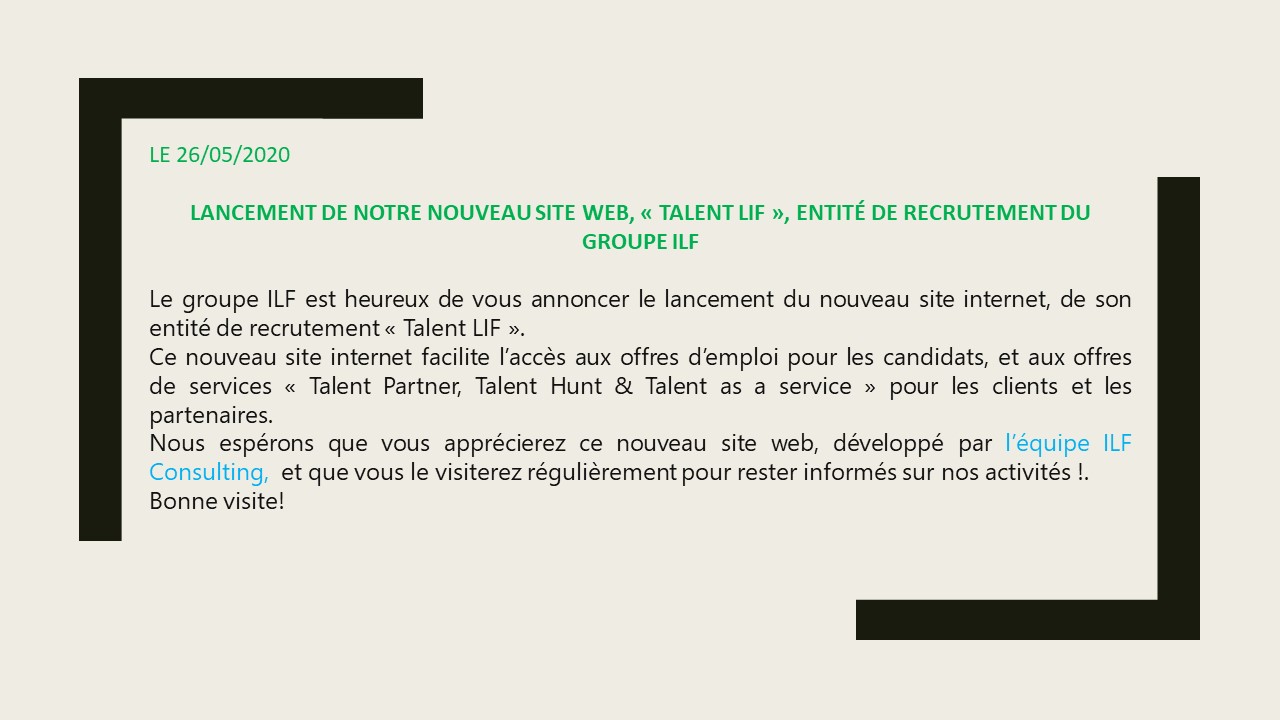 LE 26/05/2020
LANCEMENT DE NOTRE NOUVEAU SITE WEB, « TALENT LIF », ENTITÉ DE RECRUTEMENT DU
GROUPE ILF
Le groupe ILF est heureux de vous annoncer le lancement du nouveau site internet, de son
entité de recrutement « Talent LIF ».
Ce nouveau site internet facilite l’accès aux offres d’emploi pour les candidats, et aux offres
de services « Talent Partner, Talent Hunt & Talent as a service » pour les clients et les
partenaires.
Nous espérons que vous apprécierez ce nouveau site web, développé par l’équipe ILF
Consulting, et que vous le visiterez régulièrement pour rester informés sur nos activités !.
Bonne visite!